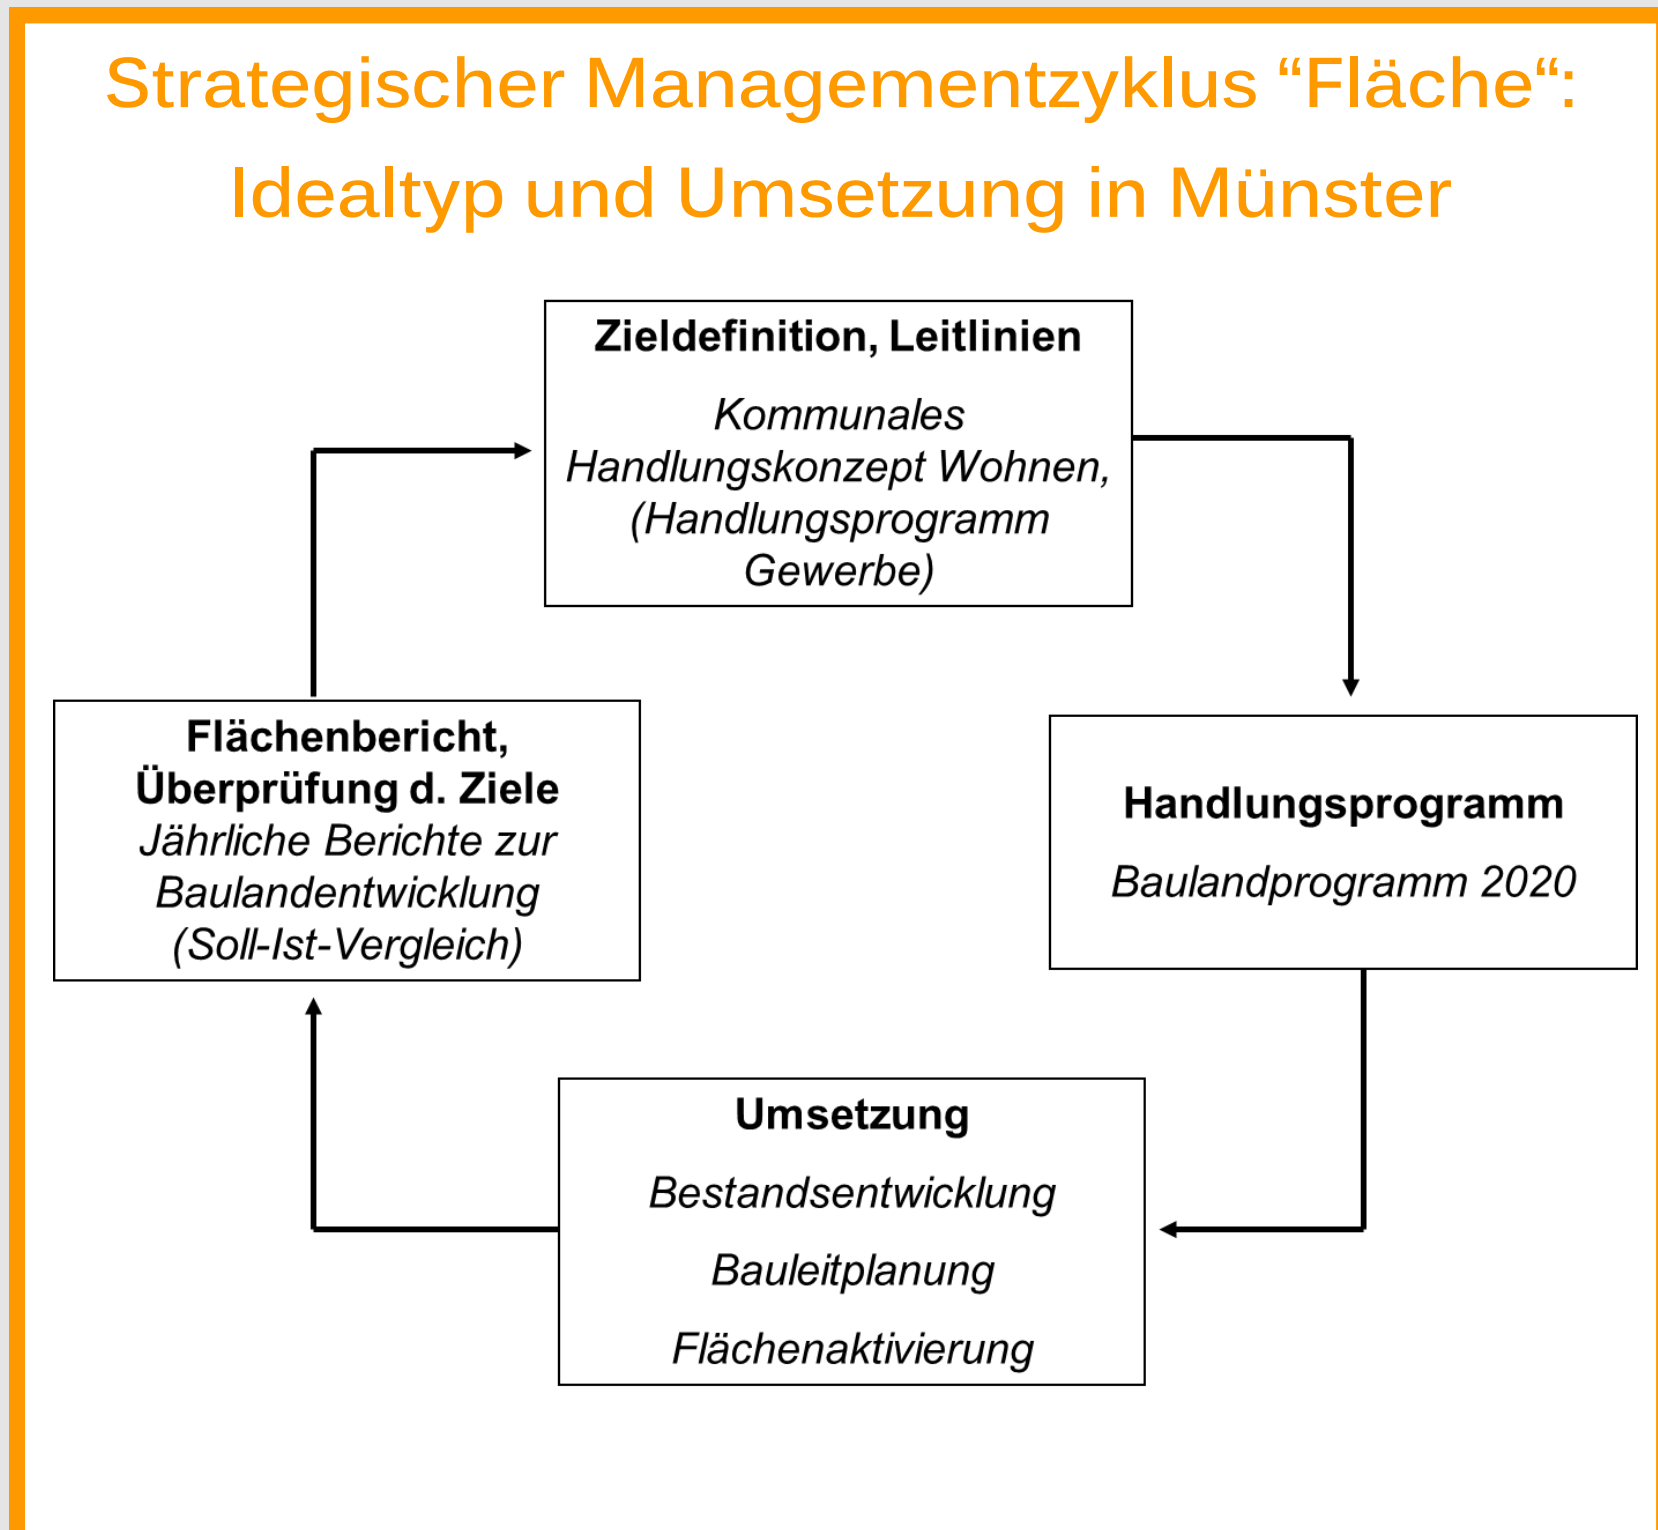 Strategischer Managementzyklus “Fläche“:
Idealtyp und Umsetzung in Münster
Zieldefinition, Leitlinien
Kommunales
Handlungskonzept Wohnen,
(Handlungsprogramm
Gewerbe)
Flächenbericht,
Überprüfung d. Ziele
Jährliche Berichte zur
Baulandentwicklung
(Soll-Ist-Vergleich)
Handlungsprogramm
Baulandprogramm 2020
Umsetzung
Bestandsentwicklung
Bauleitplanung
Flächenaktivierung